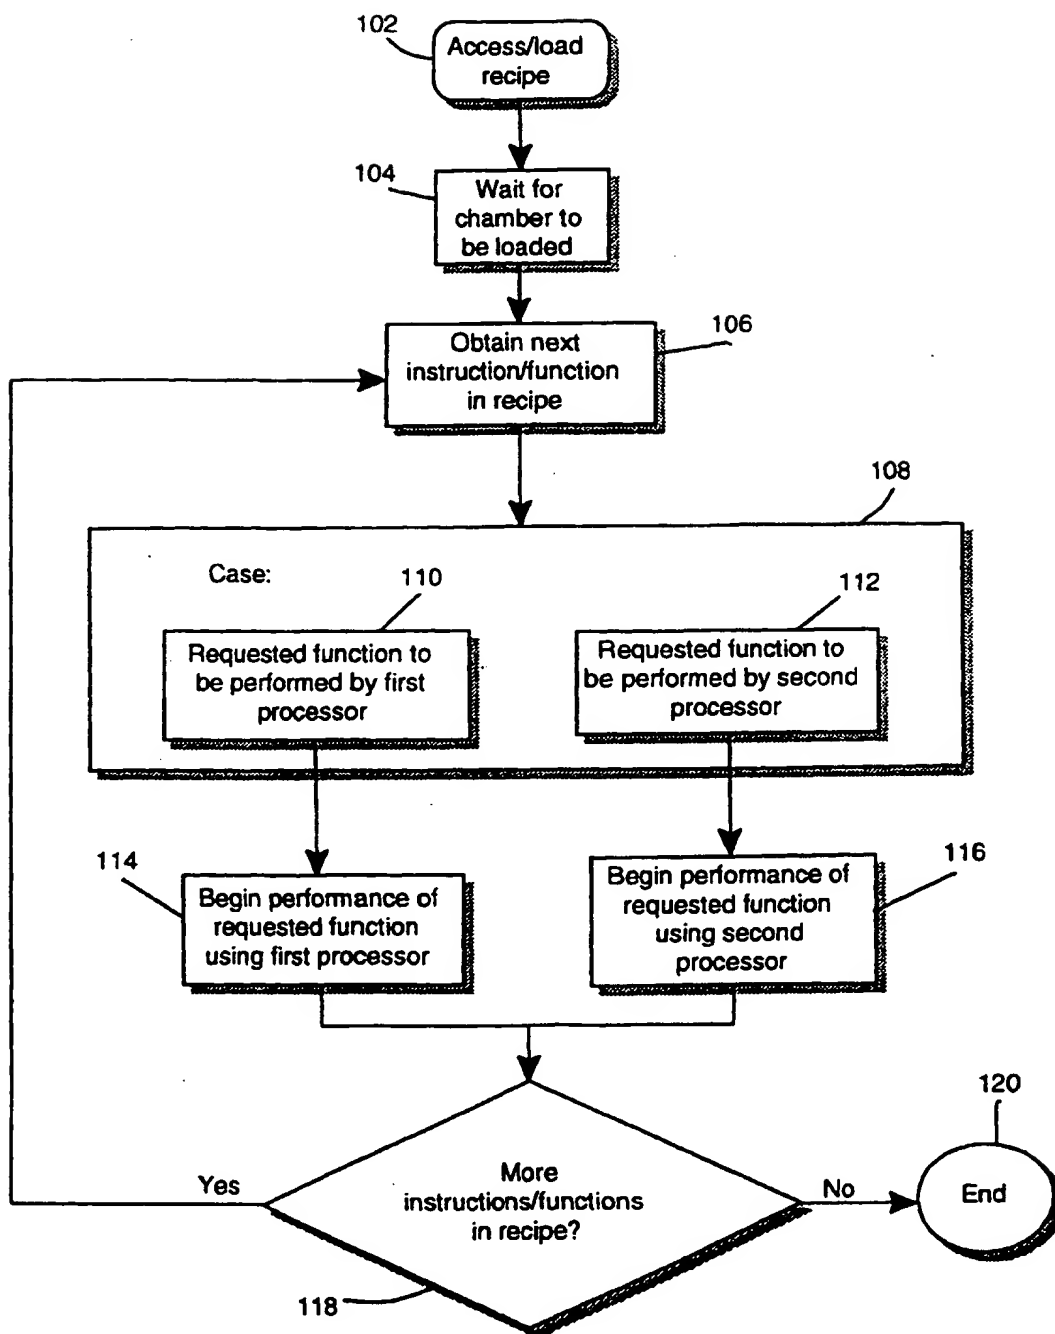 102
Access/load
recipe
104
Wait for
chamber to
be loaded
106
Obtain next
instruction/function
in recipe
108
Case:
110
112
Requested function to
be performed by first
processor
Requested function to
be performed by second
processor
114
116
Begin performance of
requested function
using first processor
Begin performance of
requested function
using second
processor
120
Yes
More
instructions/functions
in recipe?
No
End
118